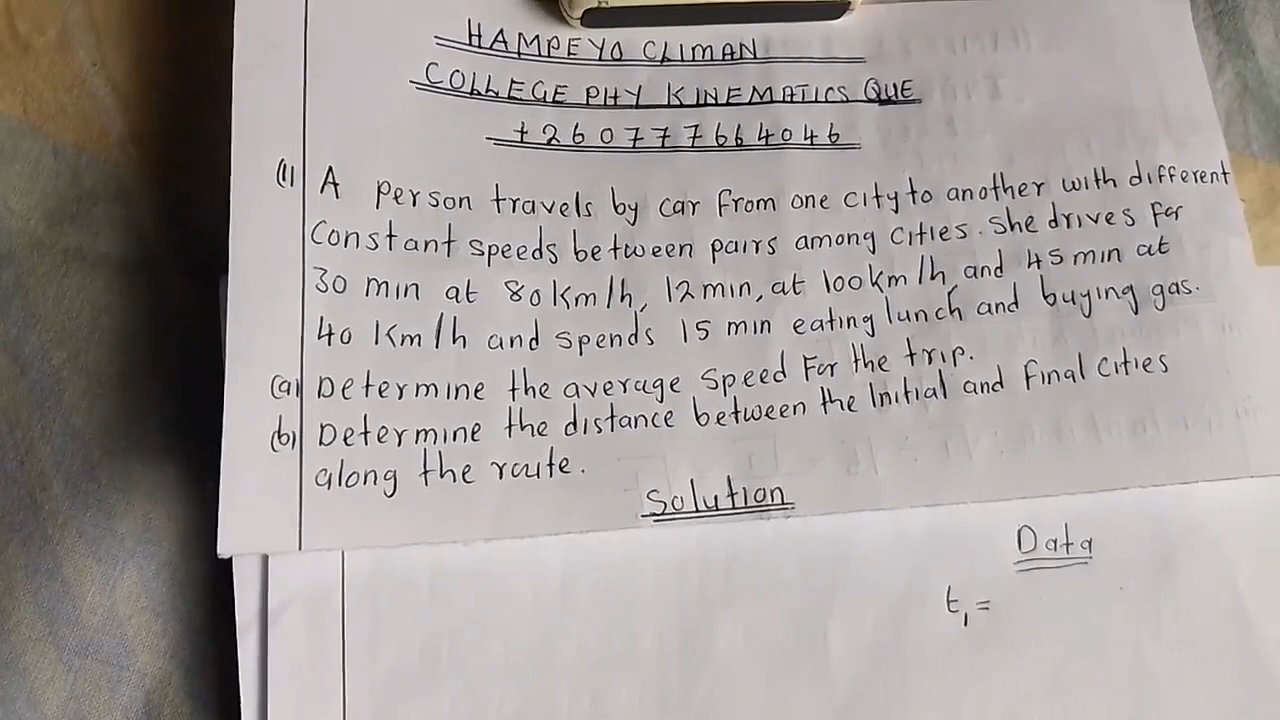 HAMPEYO CLIMAN
COLLEGE PHY KINEMATICS QUE
+260777664046
(1) A person travels by car from one city to another with different
constant speeds between pairs among cities. She drives for
30 min at 80km/h, 12min, at 100km/h, and 45min at
40 km/h and spends 15 min eating lunch and buying gas.
(a) Determine the average speed For the trip.
(b) Determine the distance between the Initial and final cities
along the route.
Solution
Data
t₁ =